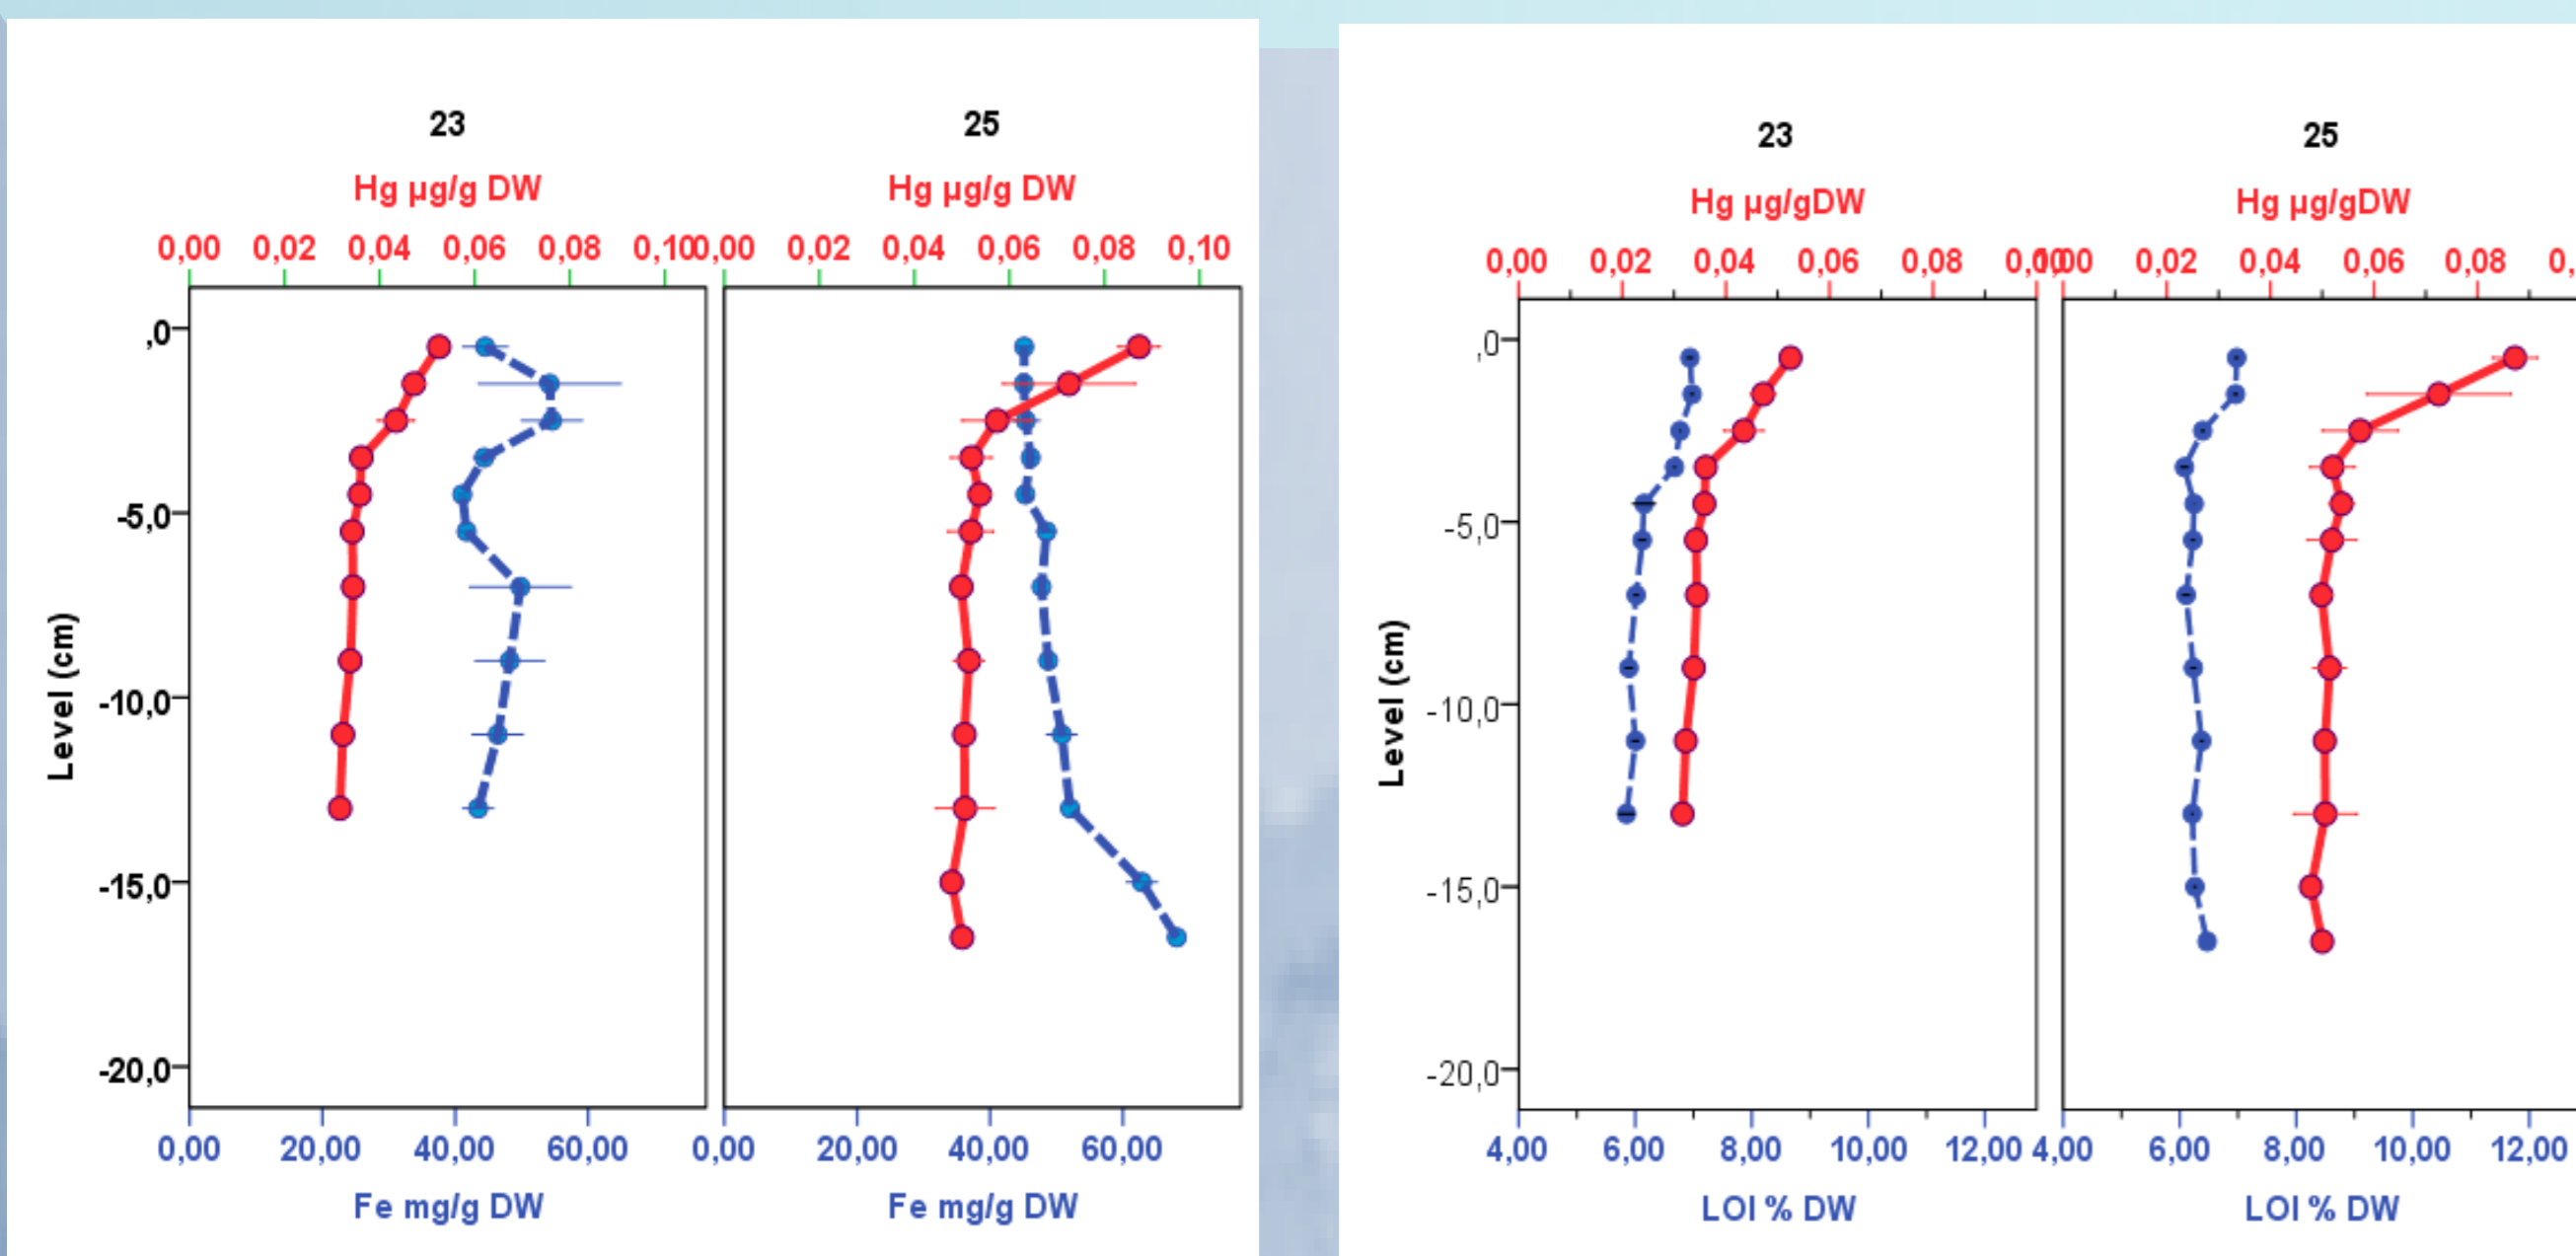 23 25
Hg µg/g DW Hg µg/g DW
0,00 0,02 0,04 0,06 0,08 0,10 0,00 0,02 0,04 0,06 0,08 0,10
Level (cm)
,0
-5,0
-10,0
-15,0
-20,0
0,00 20,00 40,00 60,00 0,00 20,00 40,00 60,00
Fe mg/g DW Fe mg/g DW
23 25
Hg µg/gDW Hg µg/gDW
0,00 0,02 0,04 0,06 0,08 0,02 0,04 0,06 0,08
Level (cm)
,0
-5,0
-10,0
-15,0
-20,0
4,00 6,00 8,00 10,00 12,00 4,00 6,00 8,00 10,00 12,00
LOI % DW LOI % DW